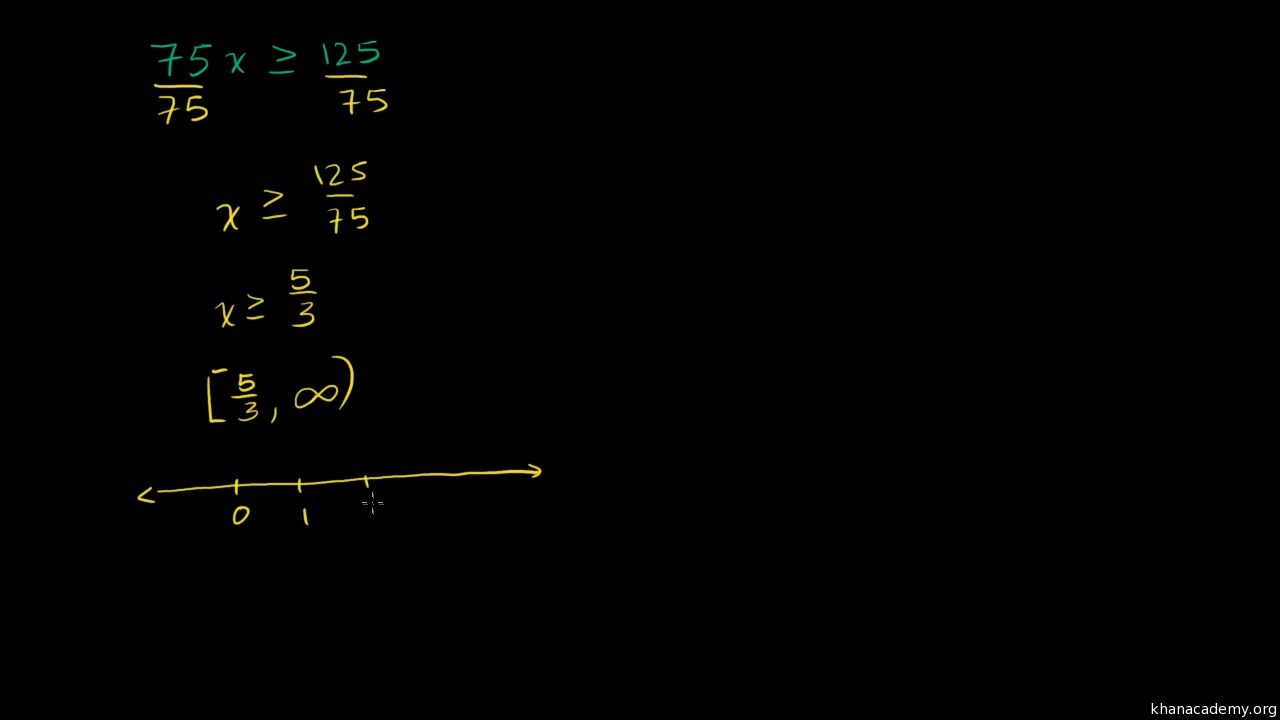 75x ≥ 125
75 75
x ≥ 125/75
x ≥ 5/3
[5/3, ∞)
0 1
khanacademy.org